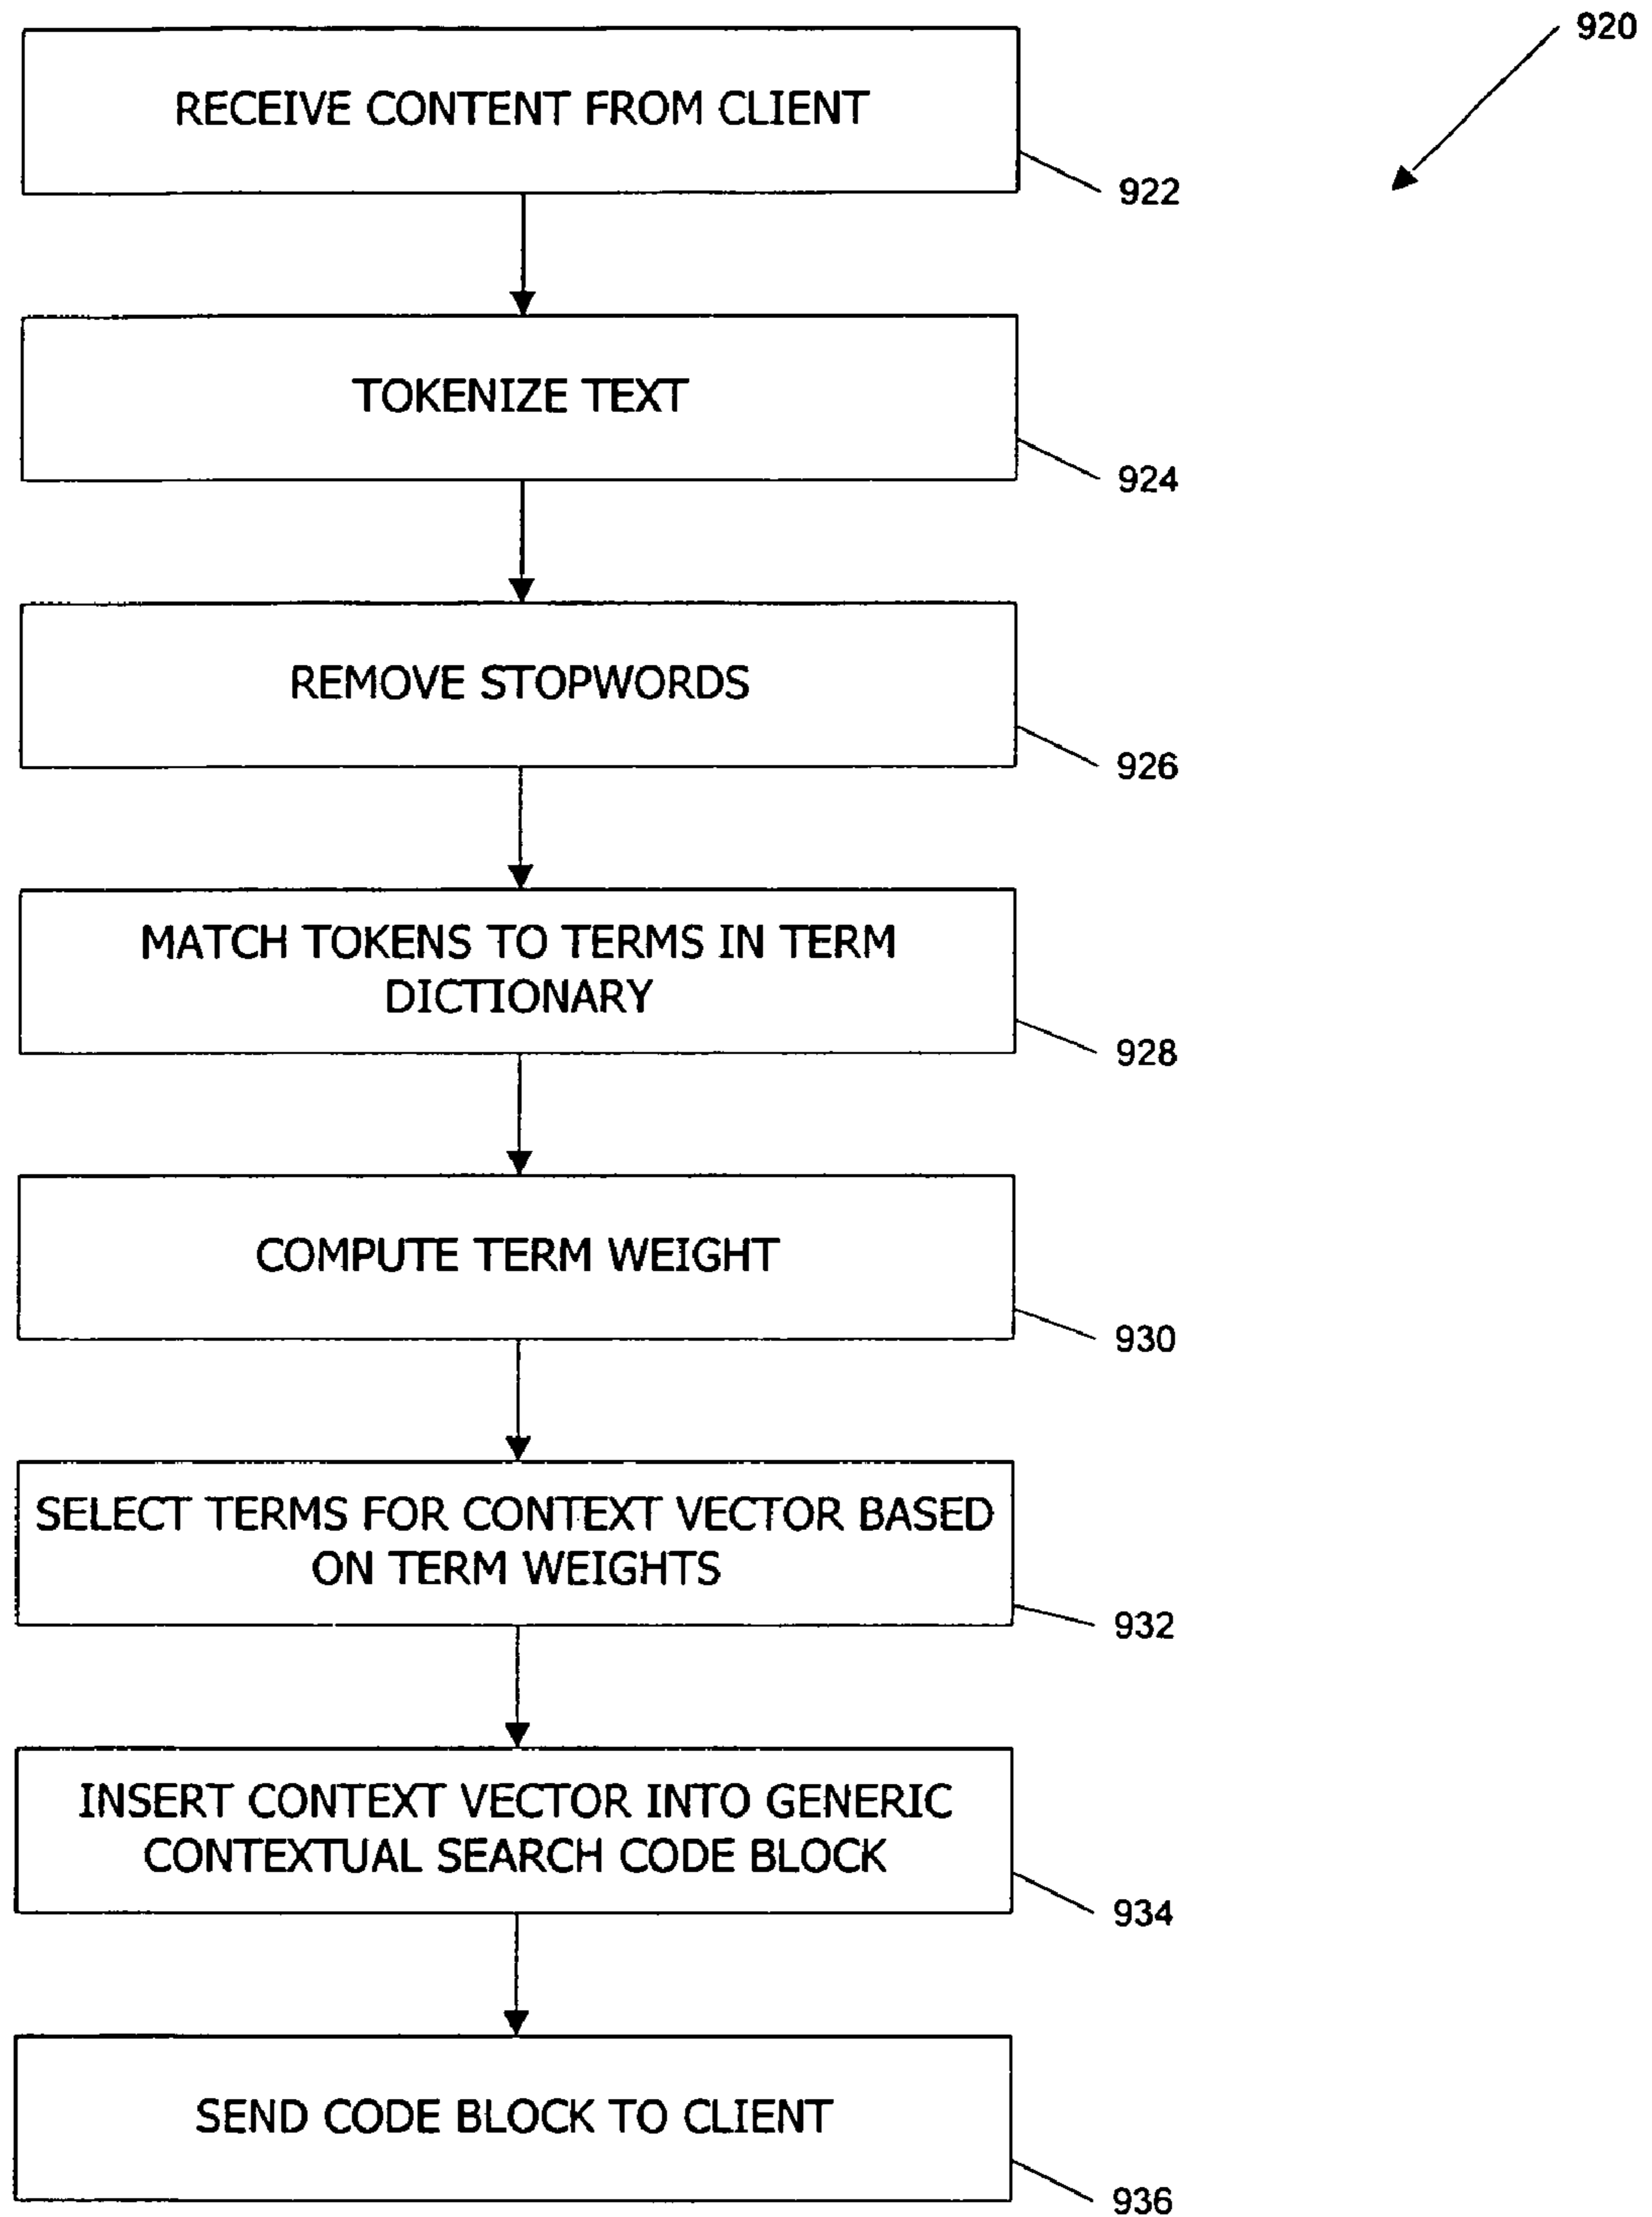 920
RECEIVE CONTENT FROM CLIENT
922
TOKENIZE TEXT
924
REMOVE STOPWORDS
926
MATCH TOKENS TO TERMS IN TERM
DICTIONARY
928
COMPUTE TERM WEIGHT
930
SELECT TERMS FOR CONTEXT VECTOR BASED
ON TERM WEIGHTS
932
INSERT CONTEXT VECTOR INTO GENERIC
CONTEXTUAL SEARCH CODE BLOCK
934
SEND CODE BLOCK TO CLIENT
936